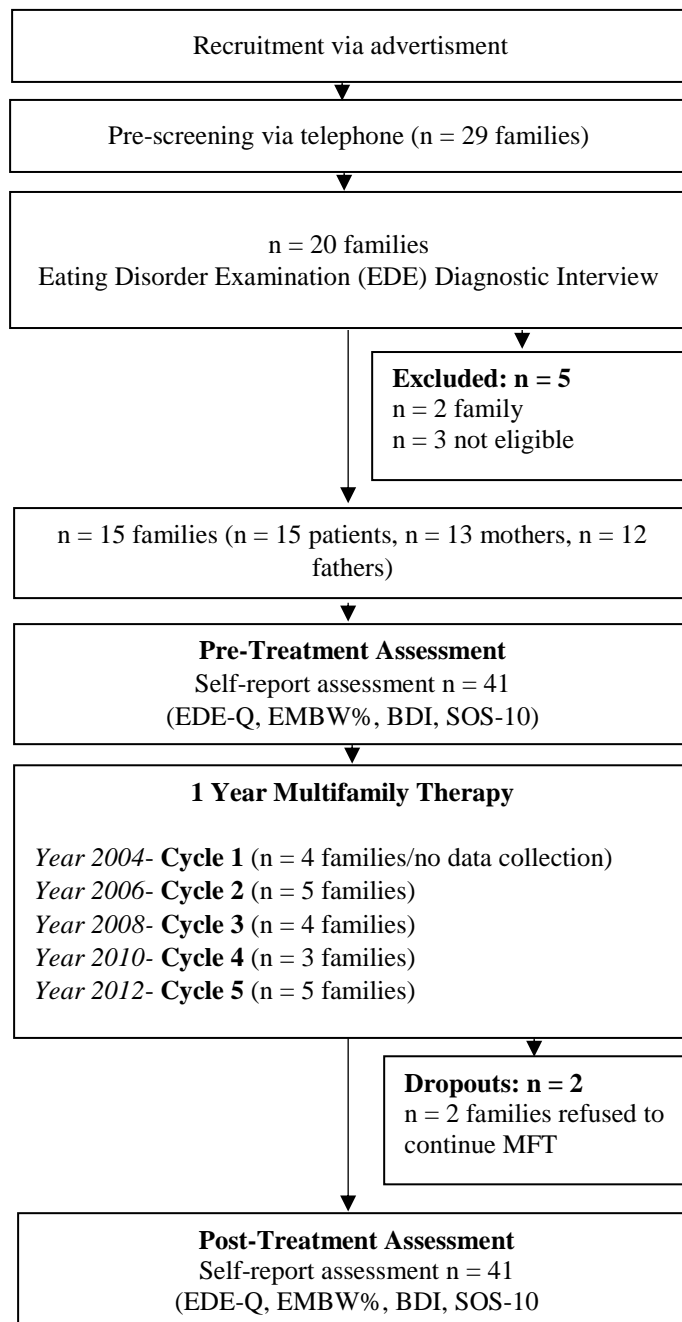 Recruitment via advertisment
Pre-screening via telephone (n = 29 families)
n = 20 families
Eating Disorder Examination (EDE) Diagnostic Interview
Excluded: n = 5
n = 2 family
n = 3 not eligible
n = 15 families (n = 15 patients, n = 13 mothers, n = 12
fathers)
Pre-Treatment Assessment
Self-report assessment n = 41
(EDE-Q, EMBW%, BDI, SOS-10)
1 Year Multifamily Therapy
Year 2004- Cycle 1 (n = 4 families/no data collection)
Year 2006- Cycle 2 (n = 5 families)
Year 2008- Cycle 3 (n = 4 families)
Year 2010- Cycle 4 (n = 3 families)
Year 2012- Cycle 5 (n = 5 families)
Dropouts: n = 2
n = 2 families refused to
continue MFT
Post-Treatment Assessment
Self-report assessment n = 41
(EDE-Q, EMBW%, BDI, SOS-10